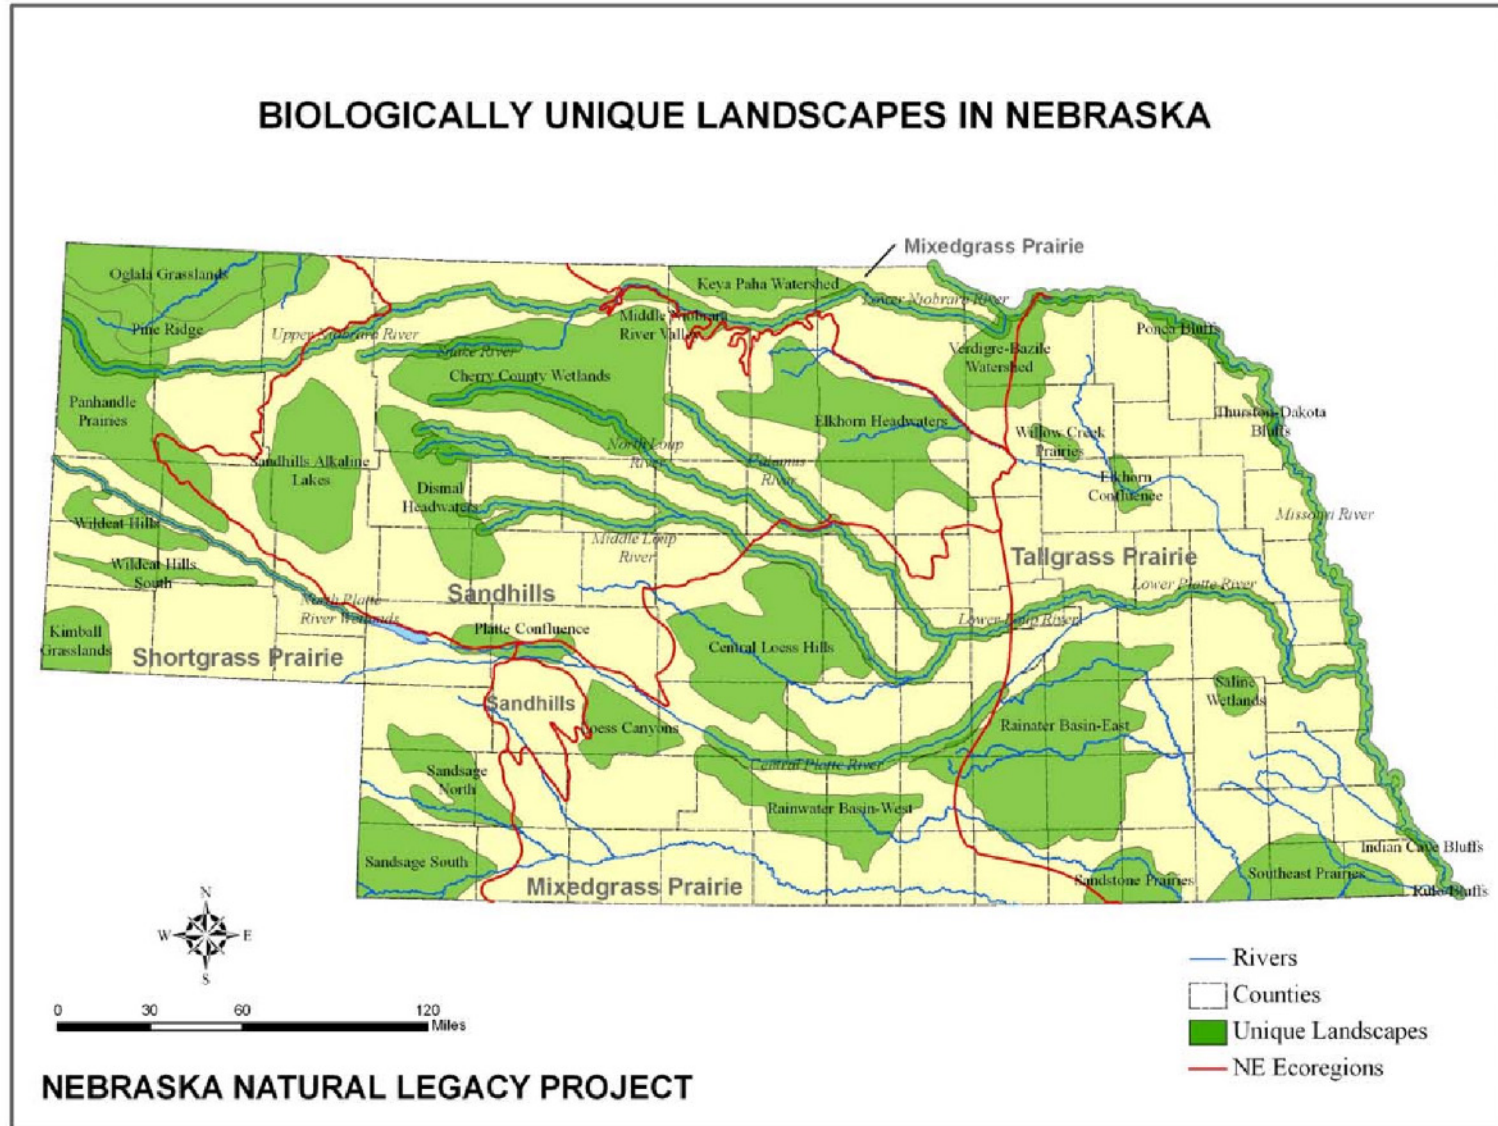 BIOLOGICALLY UNIQUE LANDSCAPES IN NEBRASKA
Mixedgrass Prairie
Oglala Grasslands
Keya Paha Watershed
Lower Niobrara River
Pine Ridge
Upper Niobrara River
Middle Niobrara
River Valley
Ponca Bluffs
Snake River
Verdigre-Bazile
Watershed
Cherry County Wetlands
Panhandle
Prairies
Elkhorn Headwaters
Thurston-Dakota
Bluffs
Willow Creek
Prairies
North Loup
River
Calamus
River
Sandhills Alkaline
Lakes
Elkhorn
Confluence
Dismal
Headwaters
Missouri River
Wildcat Hills
Middle Loup
River
Tallgrass Prairie
Wildcat Hills
South
Lower Platte River
Sandhills
North Platte
River Wetlands
Platte Confluence
Lower Loup River
Kimball
Grasslands
Shortgrass Prairie
Central Loess Hills
Saline
Wetlands
Sandhills
Loess Canyons
Rainater Basin-East
Central Platte River
Sandsage
North
Rainwater Basin-West
Indian Cave Bluffs
Sandsage South
Southeast Prairies
Sandstone Prairies
Mixedgrass Prairie
Rulo Bluffs
N
W E
S
Rivers
Counties
Unique Landscapes
NE Ecoregions
0 30 60 120
Miles
NEBRASKA NATURAL LEGACY PROJECT